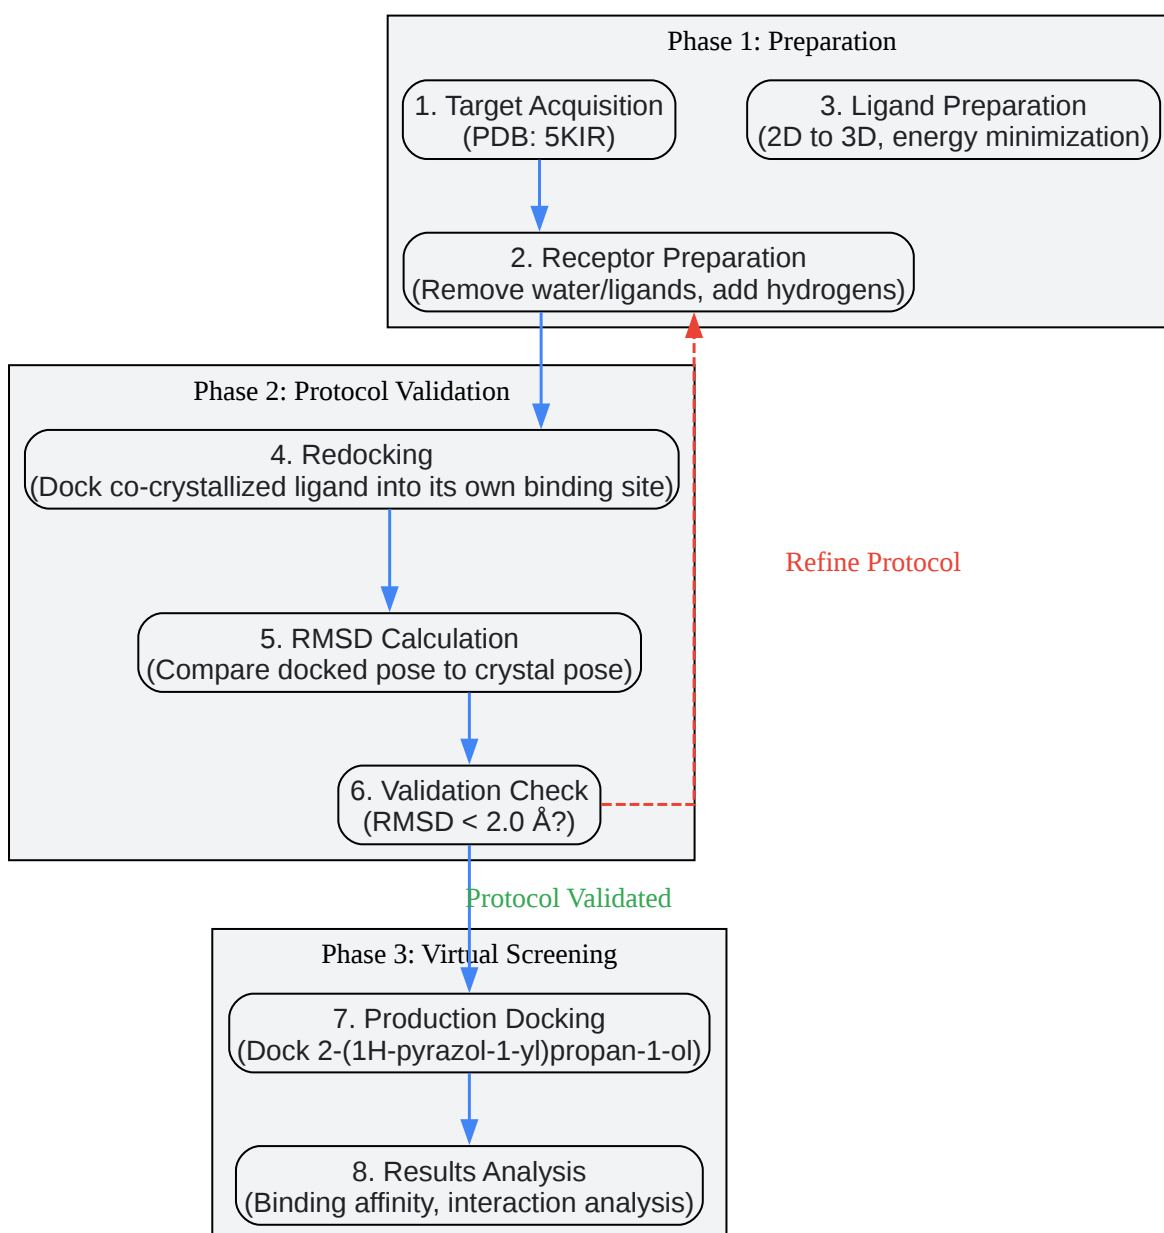 Phase 1: Preparation
1. Target Acquisition
(PDB: 5KIR)
3. Ligand Preparation
(2D to 3D, energy minimization)
2. Receptor Preparation
(Remove water/ligands, add hydrogens)
Phase 2: Protocol Validation
4. Redocking
(Dock co-crystallized ligand into its own binding site)
Refine Protocol
5. RMSD Calculation
(Compare docked pose to crystal pose)
6. Validation Check
(RMSD < 2.0 Å?)
Protocol Validated
Phase 3: Virtual Screening
7. Production Docking
(Dock 2-(1H-pyrazol-1-yl)propan-1-ol)
8. Results Analysis
(Binding affinity, interaction analysis)